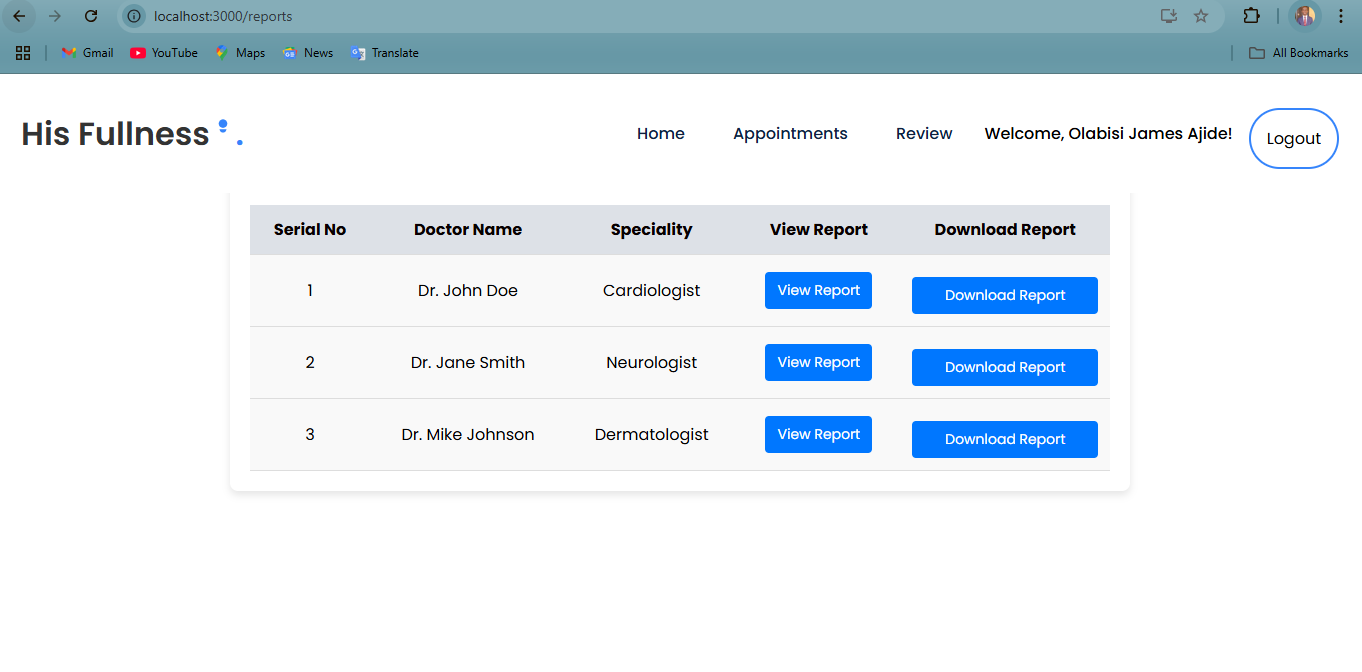 localhost:3000/reports
Gmail YouTube Maps News Translate All Bookmarks
His Fullness . Home Appointments Review Welcome, Olabisi James Ajide! Logout
Serial No Doctor Name Speciality View Report Download Report
1 Dr. John Doe Cardiologist View Report Download Report
2 Dr. Jane Smith Neurologist View Report Download Report
3 Dr. Mike Johnson Dermatologist View Report Download Report